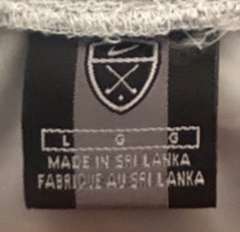 L G G
MADE IN SRI LANKA
FABRIQUE AU SRI LANKA